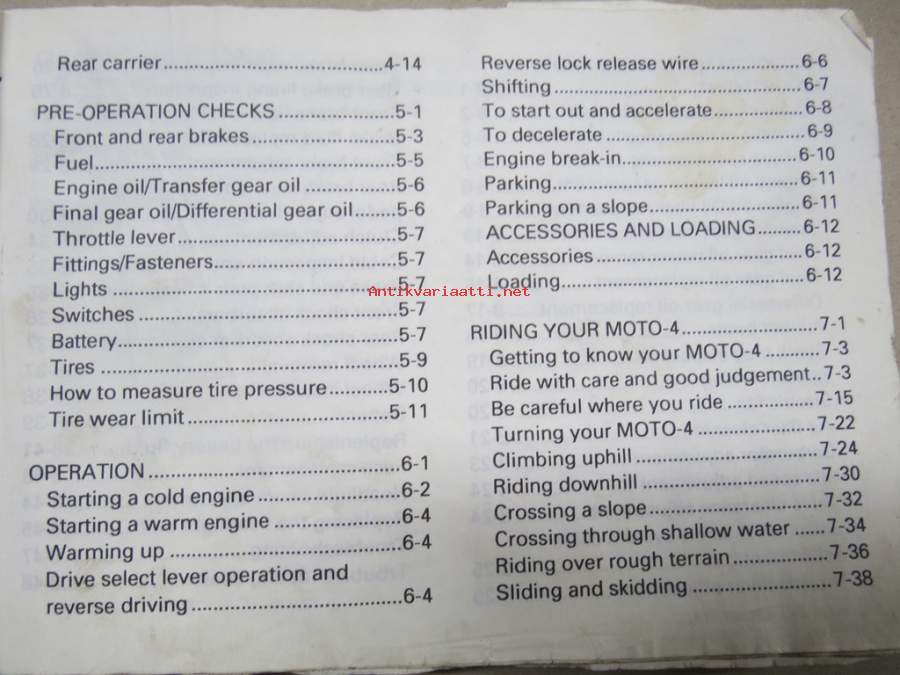 Rear carrier..................................4-14
PRE-OPERATION CHECKS..................5-1
Front and rear brakes......................5-3
Fuel..............................................5-5
Engine oil/Transfer gear oil ..............5-6
Final gear oil/Differential gear oil.......5-6
Throttle lever.................................5-7
Fittings/Fasteners............................5-7
Lights ...........................................5-7
Switches .......................................5-7
Battery..........................................5-7
Tires .............................................5-9
How to measure tire pressure..........5-10
Tire wear limit ...............................5-11
OPERATION.....................................6-1
Starting a cold engine .....................6-2
Starting a warm engine ...................6-4
Warming up ..................................6-4
Drive select lever operation and
reverse driving ..................................6-4
Reverse lock release wire................6-6
Shifting.........................................6-7
To start out and accelerate..............6-8
To decelerate ................................6-9
Engine break-in.............................6-10
Parking........................................6-11
Parking on a slope.........................6-11
ACCESSORIES AND LOADING........6-12
Accessories..................................6-12
Loading.......................................6-12
RIDING YOUR MOTO-4......................7-1
Getting to know your MOTO-4 .........7-3
Ride with care and good judgement..7-3
Be careful where you ride ..............7-15
Turning your MOTO-4 ...................7-22
Climbing uphill .............................7-24
Riding downhill .............................7-30
Crossing a slope............................7-32
Crossing through shallow water ......7-34
Riding over rough terrain ................7-36
Sliding and skidding .......................7-38
Antikvariaatti.net